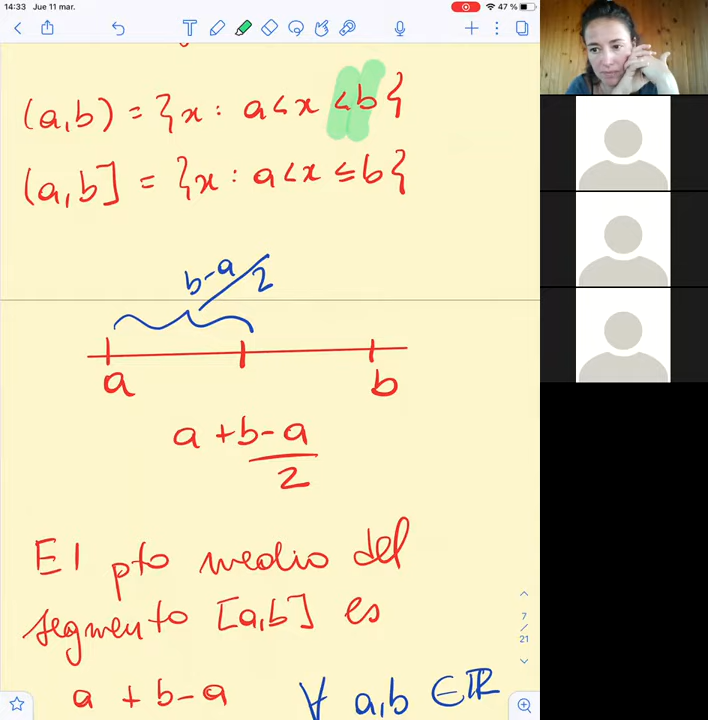 14:33 Jue 11 mar.
47 %
(a,b) = {x : a<x <b{
(a,b] = {x : a<x ≤b{
b-a/2
a
b
a + b-a
2
El pto medio del
segmento [a,b] es
a + b-a ∀ a,b ∈ ℝ
7
/
21